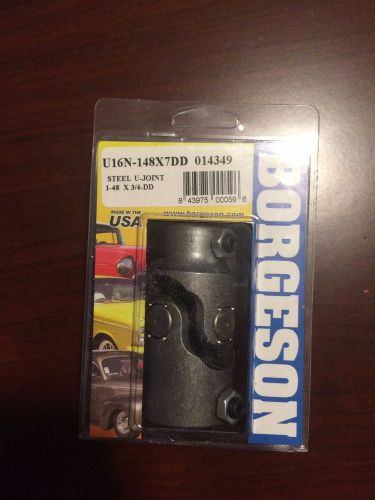 U16N-148X7DD 014349
STEEL U-JOINT
1-48 X 3/4-DD
8 43975 00059 6
MADE IN THE
USA
www.borgeson.com
BORGESON